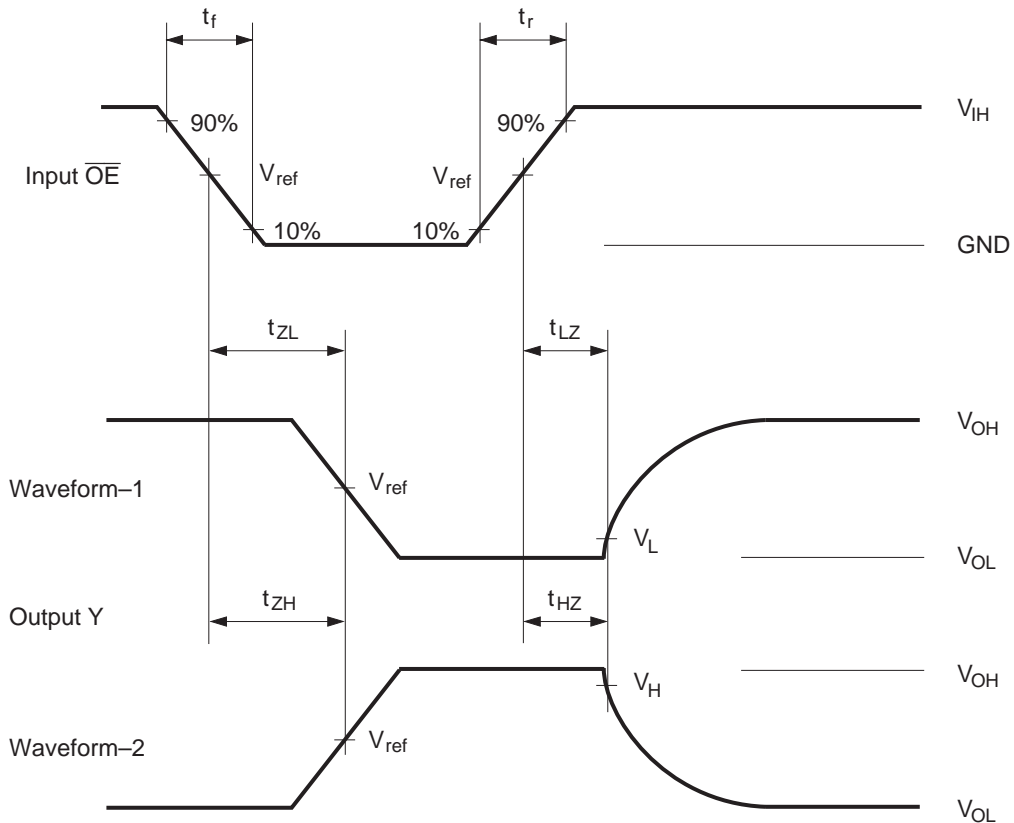 tf tr
90% 90% VIH
Input O̅E̅ Vref Vref
10% 10% GND
tZL tLZ
VOH
Waveform–1 Vref
VL VOL
Output Y tZH tHZ
VH VOH
Waveform–2 Vref
VOL